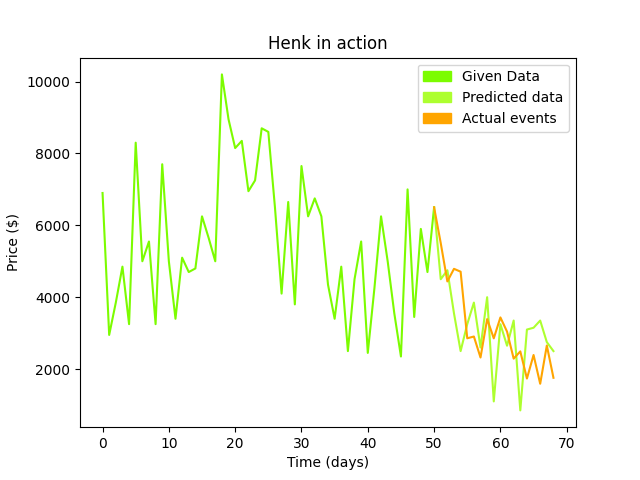 Henk in action
Given Data
Predicted data
Actual events
Price ($)
10000
8000
6000
4000
2000
0 10 20 30 40 50 60 70
Time (days)